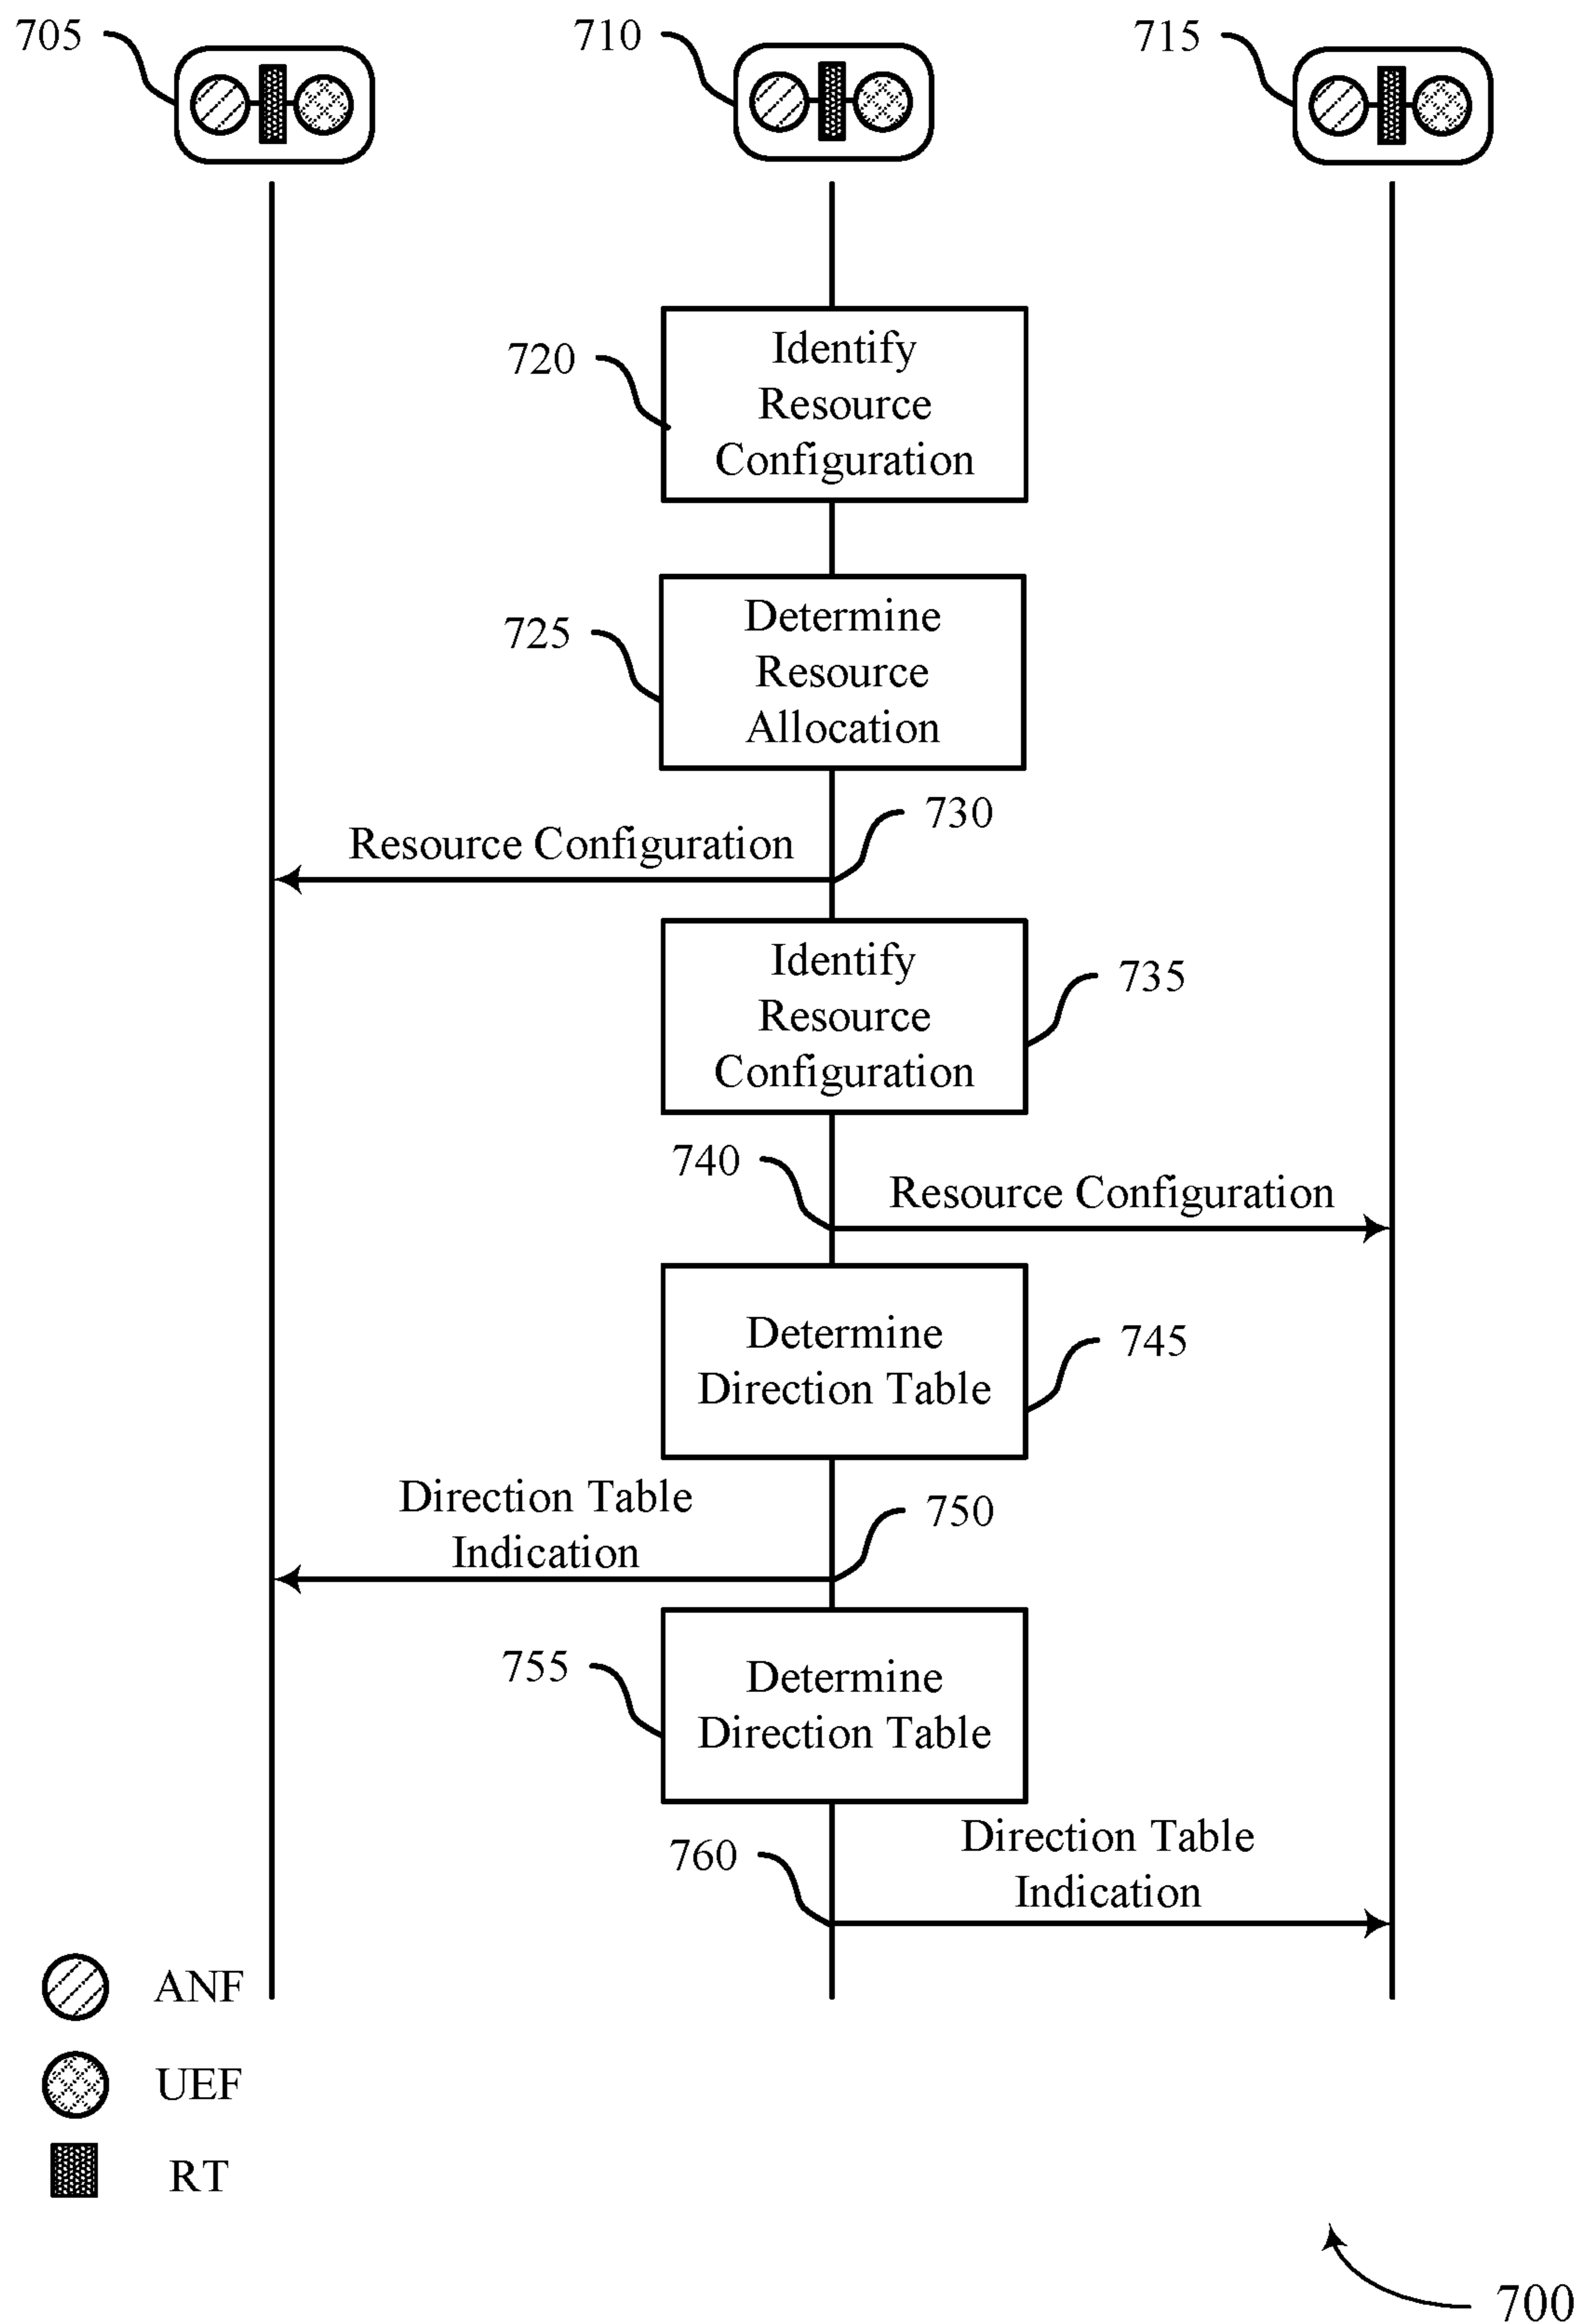 705
710
715
720
Identify
Resource
Configuration
725
Determine
Resource
Allocation
730
Resource Configuration
Identify
Resource
Configuration
735
740
Resource Configuration
Determine
Direction Table
745
Direction Table
Indication
750
755
Determine
Direction Table
760
Direction Table
Indication
ANF
UEF
RT
700